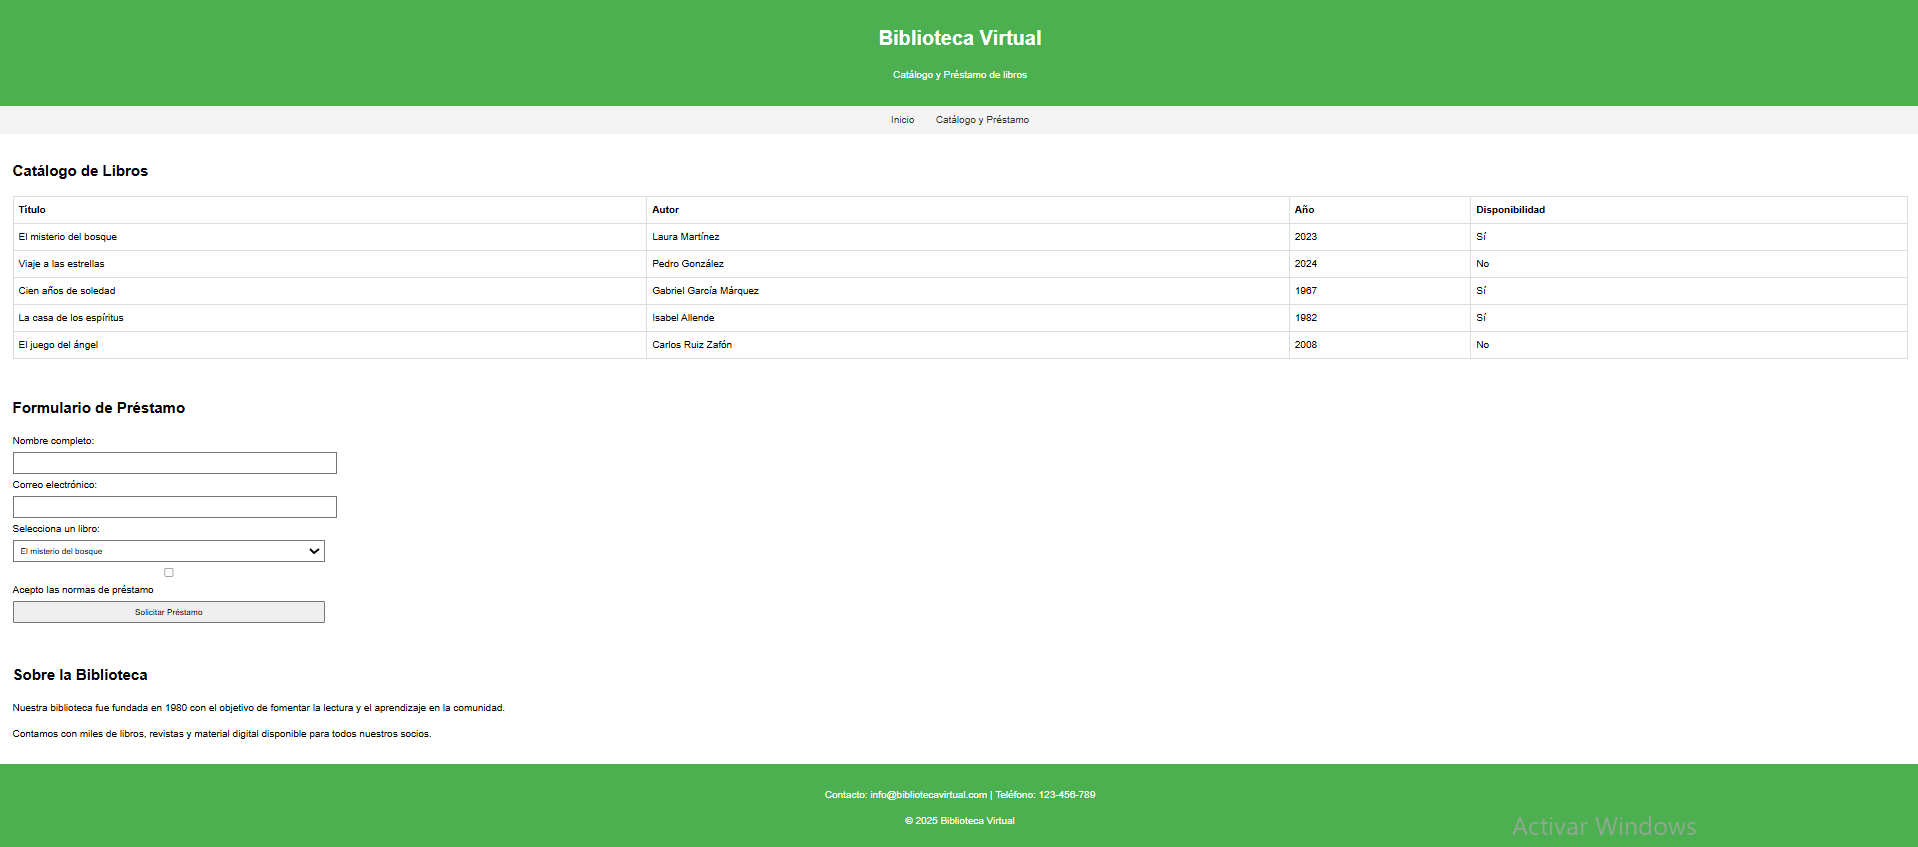 Biblioteca Virtual
Catálogo y Préstamo de libros
Inicio Catálogo y Préstamo
Catálogo de Libros
Título Autor Año Disponibilidad
El misterio del bosque Laura Martínez 2023 Sí
Viaje a las estrellas Pedro González 2024 No
Cien años de soledad Gabriel García Márquez 1967 Sí
La casa de los espíritus Isabel Allende 1982 Sí
El juego del ángel Carlos Ruiz Zafón 2008 No
Formulario de Préstamo
Nombre completo:
Correo electrónico:
Selecciona un libro:
El misterio del bosque
Acepto las normas de préstamo
Solicitar Préstamo
Sobre la Biblioteca
Nuestra biblioteca fue fundada en 1980 con el objetivo de fomentar la lectura y el aprendizaje en la comunidad.
Contamos con miles de libros, revistas y material digital disponible para todos nuestros socios.
Contacto: info@bibliotecavirtual.com | Teléfono: 123-456-789
© 2025 Biblioteca Virtual
Activar Windows